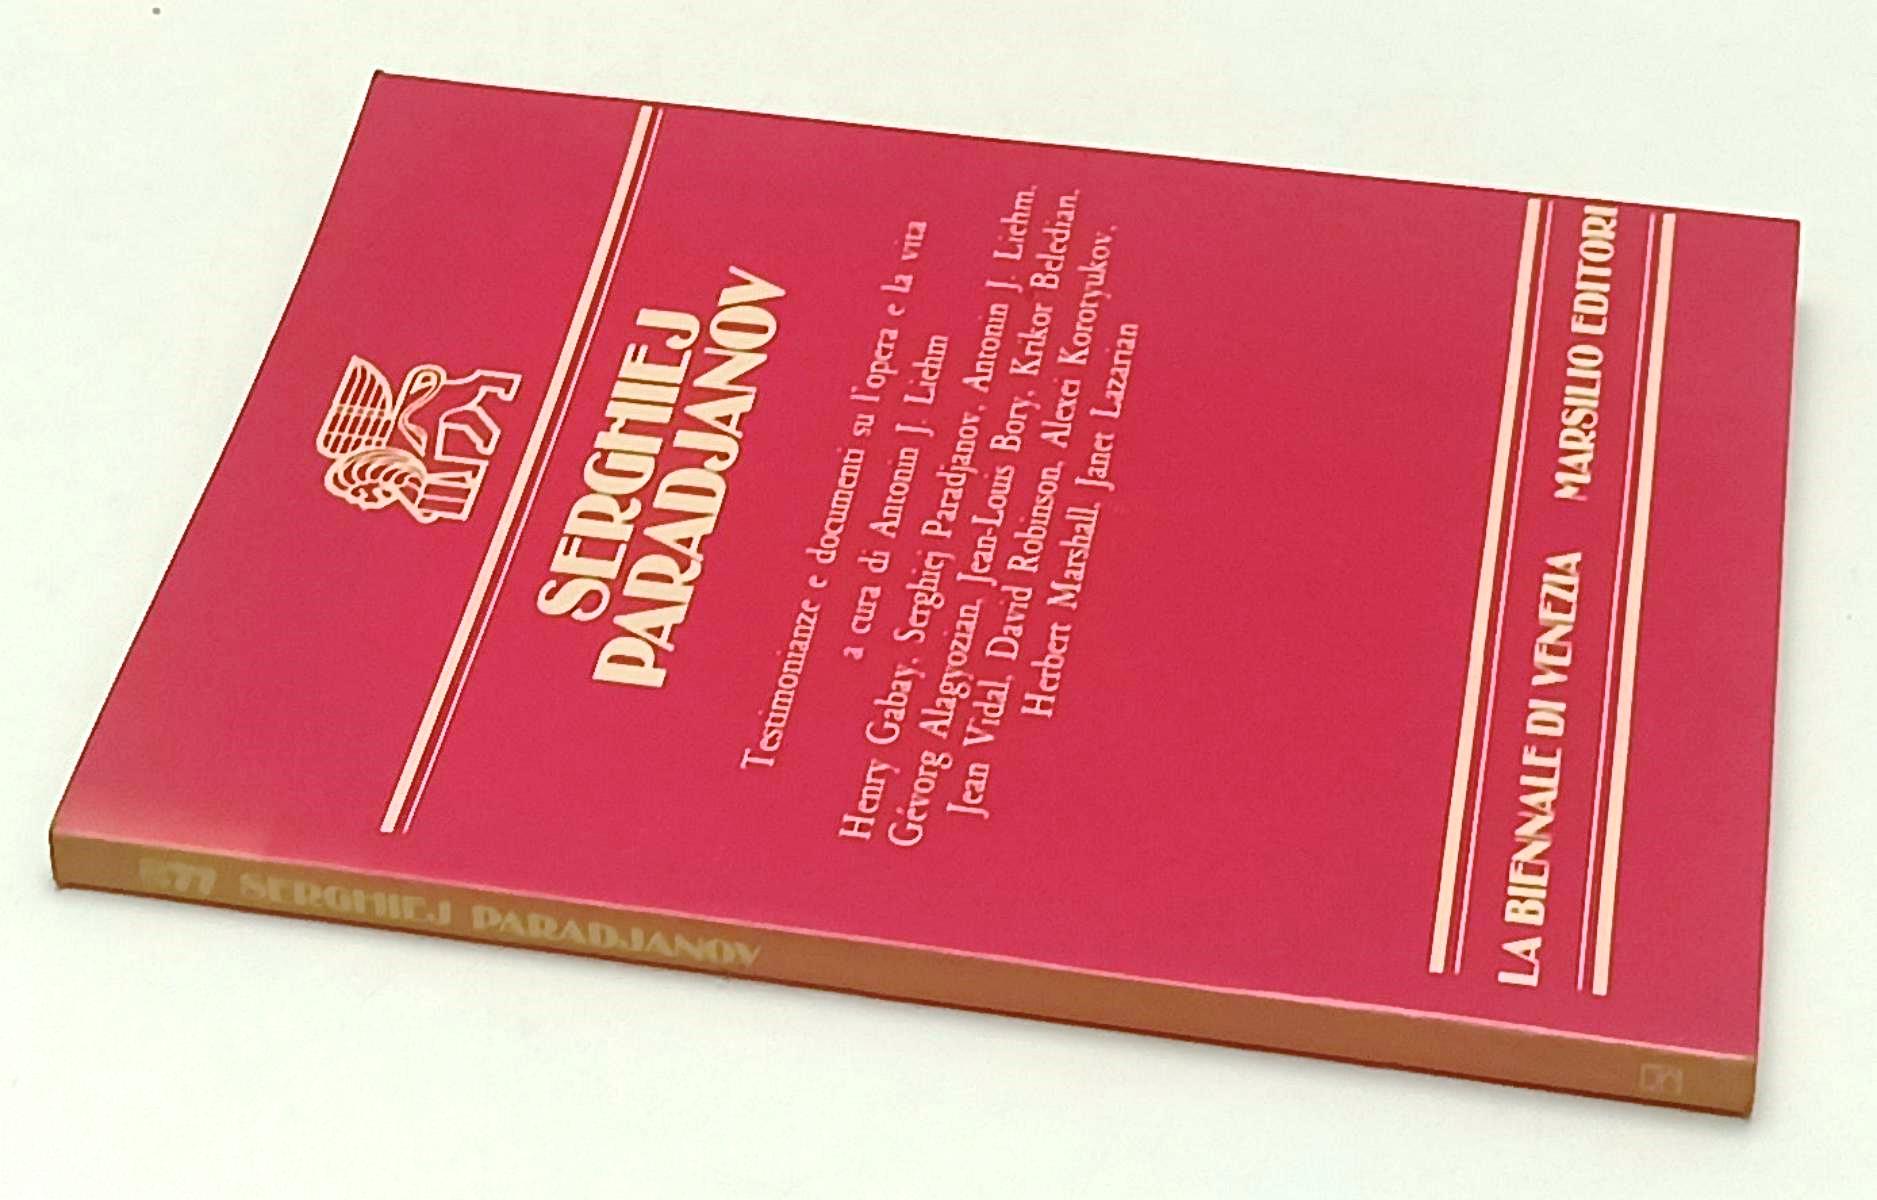 SERGHIEJ
PARADJANOV
Testimonianze e documenti su l'opera e la vita
a cura di Antonin J. Liehm
Henry Gabay, Serghiej Paradjanov, Antonin J. Liehm,
Gévorg Alagyozian, Jean-Louis Bory, Krikor Beledian,
Jean Vidal, David Robinson, Alexei Korotyukov,
Herbert Marshall, Janet Lazarian
LA BIENNALE DI VENEZIA MARSILIO EDITORI
SERGHIEJ PARADJANOV